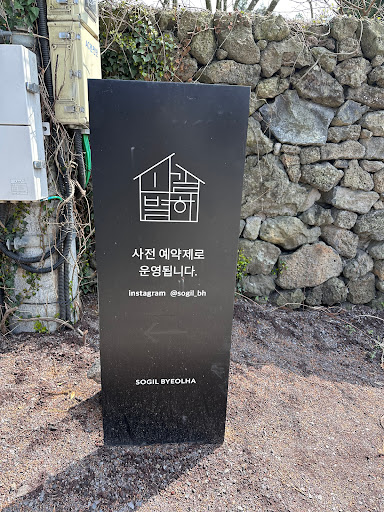 소길
별하
사전 예약제로
운영됩니다.
instagram @sogil_bh
SOGIL BYEOLHA